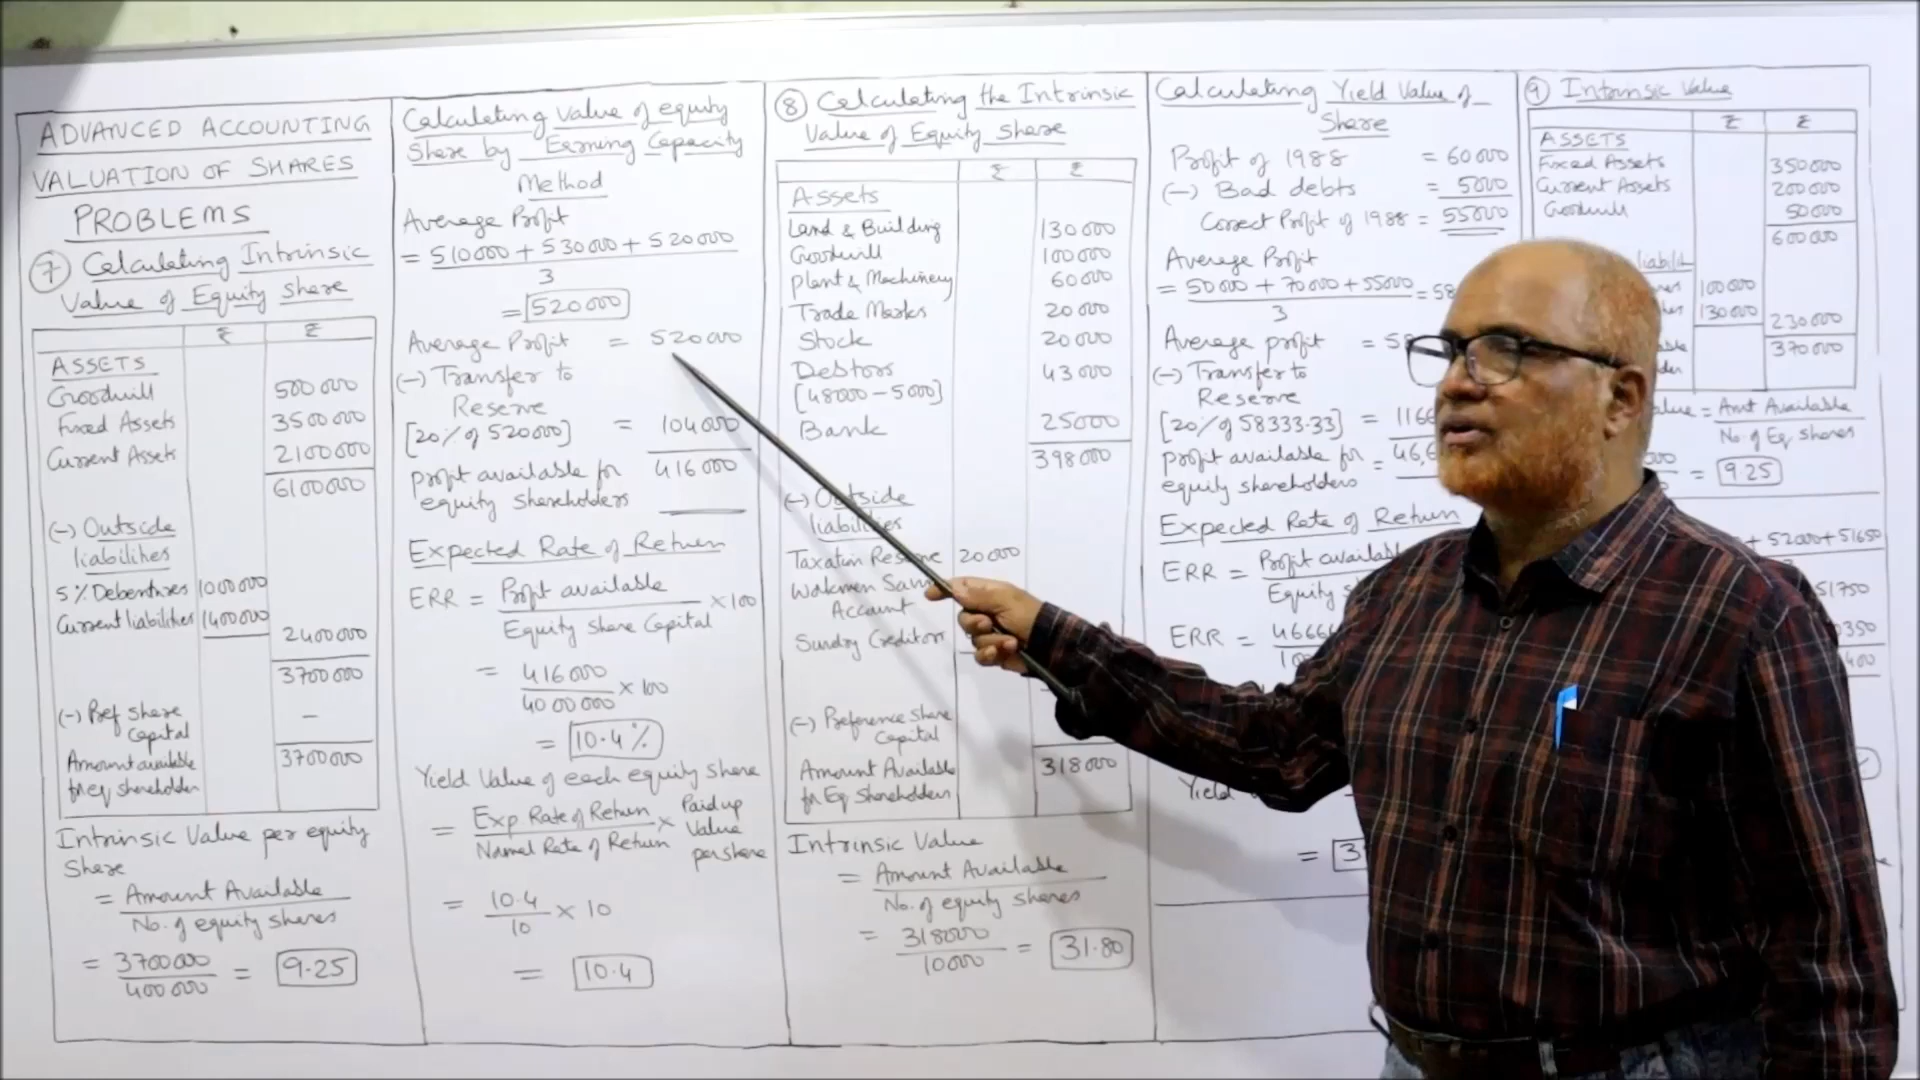 ADVANCED ACCOUNTING
VALUATION OF SHARES
PROBLEMS
7 Calculating Intrinsic
Value of Equity Share
₹ ₹
ASSETS
Goodwill 500000
Fixed Assets 3500000
Current Assets 2100000
6100000
(-) Outside
liabilities
5% Debentures 1000000
Current liabilities 1400000
2400000
3700000
(-) Pref Share
Capital -
Amount available
for eq shareholder 3700000
Intrinsic Value per equity
Share
= Amount Available
No. of equity shares
= 3700000
400000
= 9.25
Calculating Value of equity
Share by Earning Capacity
Method
Average Profit
= 510000 + 530000 + 520000
3
= 520000
Average Profit = 520000
(-) Transfer to
Reserve
[20% of 520000] = 104000
profit available for 416000
equity shareholders
Expected Rate of Return
ERR = Profit available × 100
Equity Share Capital
= 416000 × 100
4000000
= 10.4%
Yield Value of each equity share
= Exp Rate of Return × Paid up
Normal Rate of Return Value
per share
= 10.4 × 10
10
= 10.4
8 Calculating the Intrinsic
Value of Equity share
₹ ₹
Assets
Land & Building 130000
Goodwill 100000
Plant & Machinery 60000
Trade Marks 20000
Stock 20000
Debtors 43000
[48000 - 5000]
Bank 25000
398000
(-) Outside
liabilities
Taxation Reserve 20000
Account
Sundry Creditors
(-) Preference Share
Capital
Amount Available 318000
for Eq Shareholders
Intrinsic Value
= Amount Available
No. of equity shares
= 318000 = 31.80
10000
Calculating Yield Value of
Share
Profit of 1988 = 60000
(-) Bad debts = 5000
Correct Profit of 1988 = 55000
Average Profit
= 50000 + 70000 + 55000
3
Average profit =
(-) Transfer to
Reserve
[20% of 58333.33] =
profit available for =
equity shareholders
Expected Rate of Return
ERR = Profit
Equity
ERR =
Yield
=
9 Intrinsic Value
₹ ₹
ASSETS
Fixed Assets 350000
Current Assets 200000
Goodwill 50000
600000
100000
130000
230000
370000
= Amt Available
No. of Eq shares
= 9.25
+ 52000 + 51650
51750